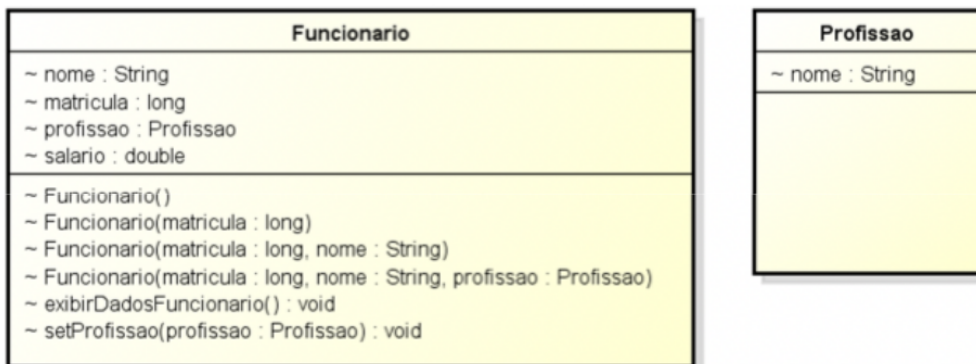 Funcionario
~ nome : String
~ matricula : long
~ profissao : Profissao
~ salario : double
~ Funcionario()
~ Funcionario(matricula : long)
~ Funcionario(matricula : long, nome : String)
~ Funcionario(matricula : long, nome : String, profissao : Profissao)
~ exibirDadosFuncionario() : void
~ setProfissao(profissao : Profissao) : void
Profissao
~ nome : String